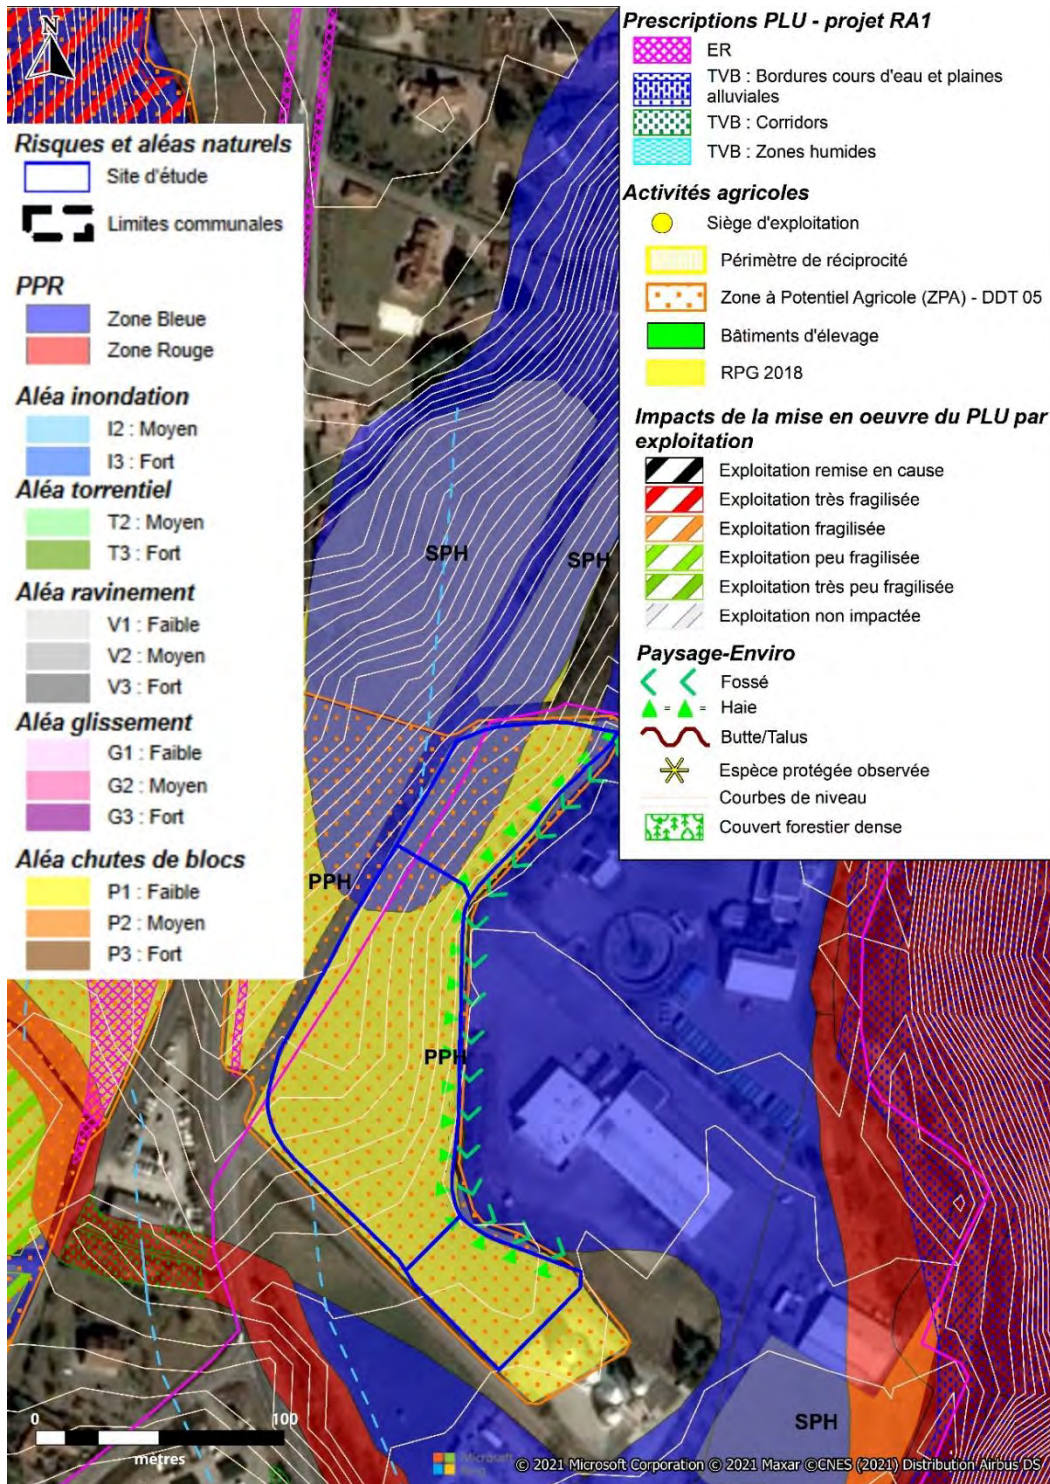 N
Risques et aléas naturels
Site d'étude
Limites communales
PPR
Zone Bleue
Zone Rouge
Aléa inondation
I2 : Moyen
I3 : Fort
Aléa torrentiel
T2 : Moyen
T3 : Fort
Aléa ravinement
V1 : Faible
V2 : Moyen
V3 : Fort
Aléa glissement
G1 : Faible
G2 : Moyen
G3 : Fort
Aléa chutes de blocs
P1 : Faible
P2 : Moyen
P3 : Fort
Prescriptions PLU - projet RA1
ER
TVB : Bordures cours d'eau et plaines
alluviales
TVB : Corridors
TVB : Zones humides
Activités agricoles
Siège d'exploitation
Périmètre de réciprocité
Zone à Potentiel Agricole (ZPA) - DDT 05
Bâtiments d'élevage
RPG 2018
Impacts de la mise en oeuvre du PLU par
exploitation
Exploitation remise en cause
Exploitation très fragilisée
Exploitation fragilisée
Exploitation peu fragilisée
Exploitation très peu fragilisée
Exploitation non impactée
Paysage-Enviro
Fossé
Haie
Butte/Talus
Espèce protégée observée
Courbes de niveau
Couvert forestier dense
SPH
SPH
PPH
PPH
SPH
0 100
mètres
Microsoft
© 2021 Microsoft Corporation © 2021 Maxar ©CNES (2021) Distribution Airbus DS